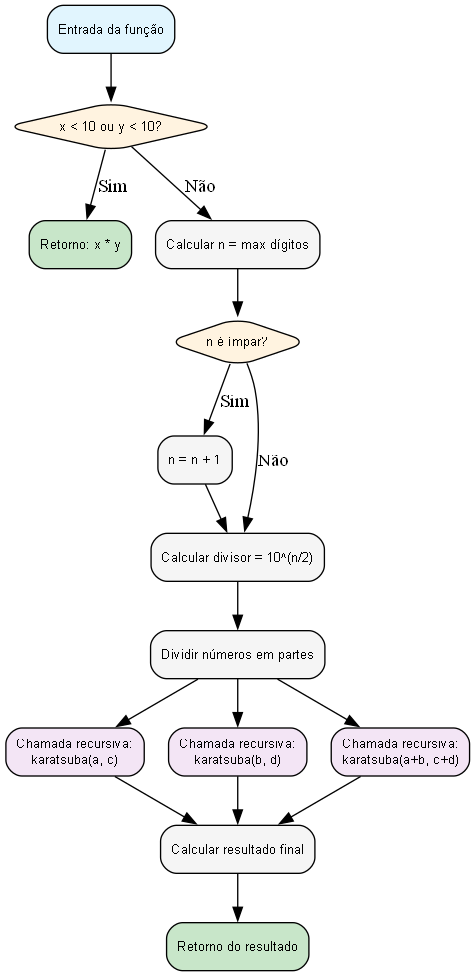 Entrada da função
x < 10 ou y < 10?
Sim
Não
Retorno: x * y
Calcular n = max dígitos
n é impar?
Sim
n = n + 1
Não
Calcular divisor = 10^(n/2)
Dividir números em partes
Chamada recursiva:
karatsuba(a, c)
Chamada recursiva:
karatsuba(b, d)
Chamada recursiva:
karatsuba(a+b, c+d)
Calcular resultado final
Retorno do resultado